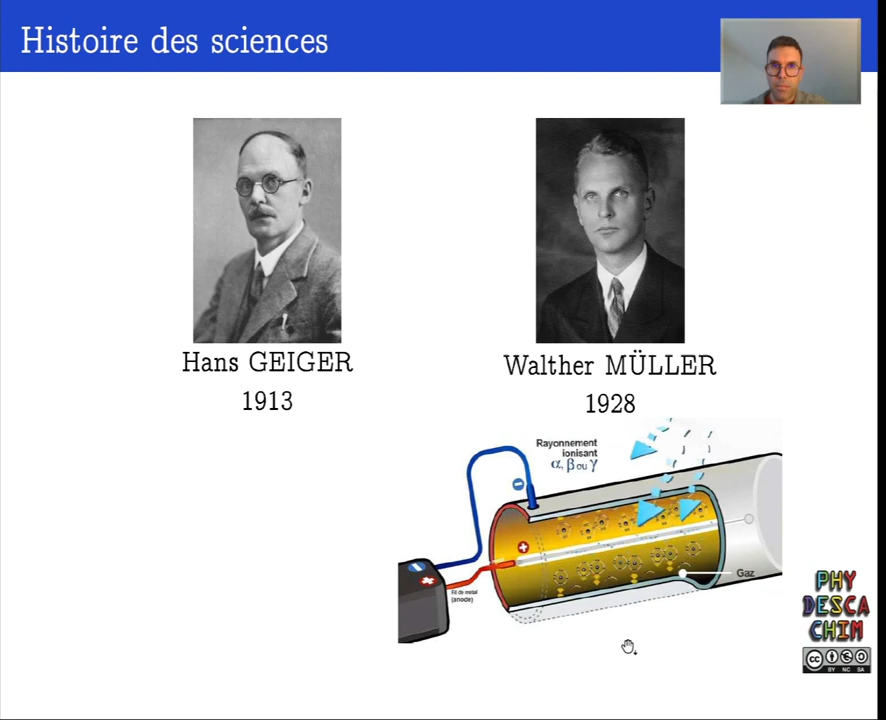 Histoire des sciences
Hans GEIGER
1913
Walther MÜLLER
1928
Rayonnement
ionisant
α, β ou γ
Fil de metal
(anode)
Gaz
PHY
DESCA
CHIM
CC
BY NC SA